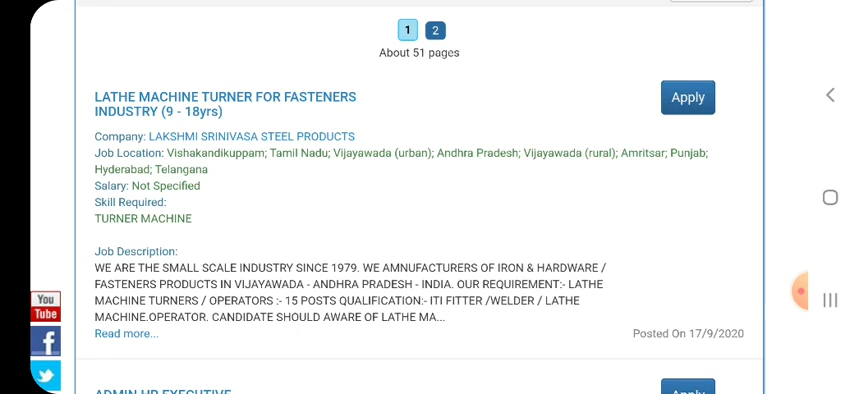 1 2
About 51 pages
LATHE MACHINE TURNER FOR FASTENERS
INDUSTRY (9 - 18yrs)
Apply
Company: LAKSHMI SRINIVASA STEEL PRODUCTS
Job Location: Vishakandikuppam; Tamil Nadu; Vijayawada (urban); Andhra Pradesh; Vijayawada (rural); Amritsar; Punjab;
Hyderabad; Telangana
Salary: Not Specified
Skill Required:
TURNER MACHINE
Job Description:
WE ARE THE SMALL SCALE INDUSTRY SINCE 1979. WE AMNUFACTURERS OF IRON & HARDWARE /
FASTENERS PRODUCTS IN VIJAYAWADA - ANDHRA PRADESH - INDIA. OUR REQUIREMENT:- LATHE
MACHINE TURNERS / OPERATORS :- 15 POSTS QUALIFICATION:- ITI FITTER /WELDER / LATHE
MACHINE.OPERATOR. CANDIDATE SHOULD AWARE OF LATHE MA...
Read more...
Posted On 17/9/2020
You
Tube
ADMIN HR EXECUTIVE
Apply